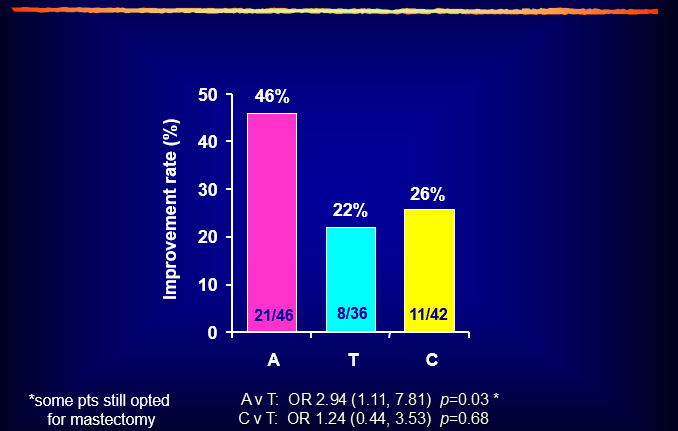 Improvement rate (%)
50
40
30
20
10
0
46%
22%
26%
21/46
8/36
11/42
A
T
C
*some pts still opted
for mastectomy
A v T: OR 2.94 (1.11, 7.81) p=0.03 *
C v T: OR 1.24 (0.44, 3.53) p=0.68